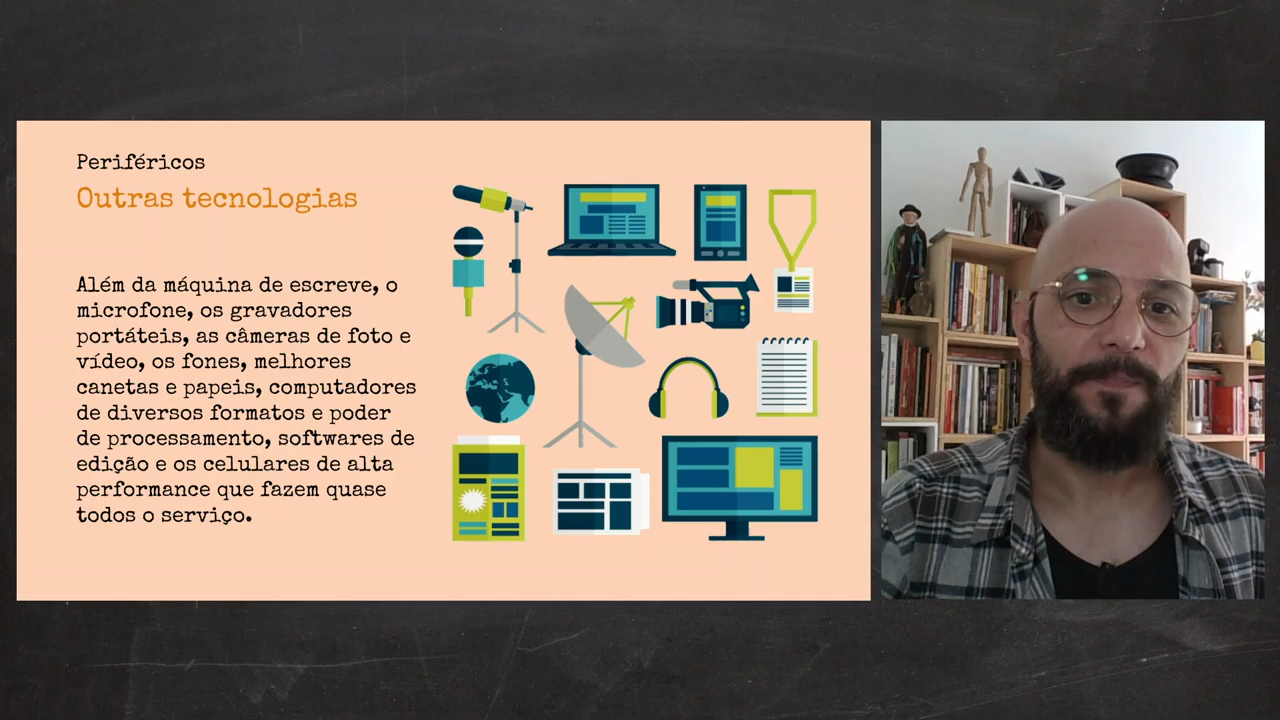 Periféricos
Outras tecnologias
Além da máquina de escreve, o
microfone, os gravadores
portáteis, as câmeras de foto e
vídeo, os fones, melhores
canetas e papeis, computadores
de diversos formatos e poder
de processamento, softwares de
edição e os celulares de alta
performance que fazem quase
todos o serviço.